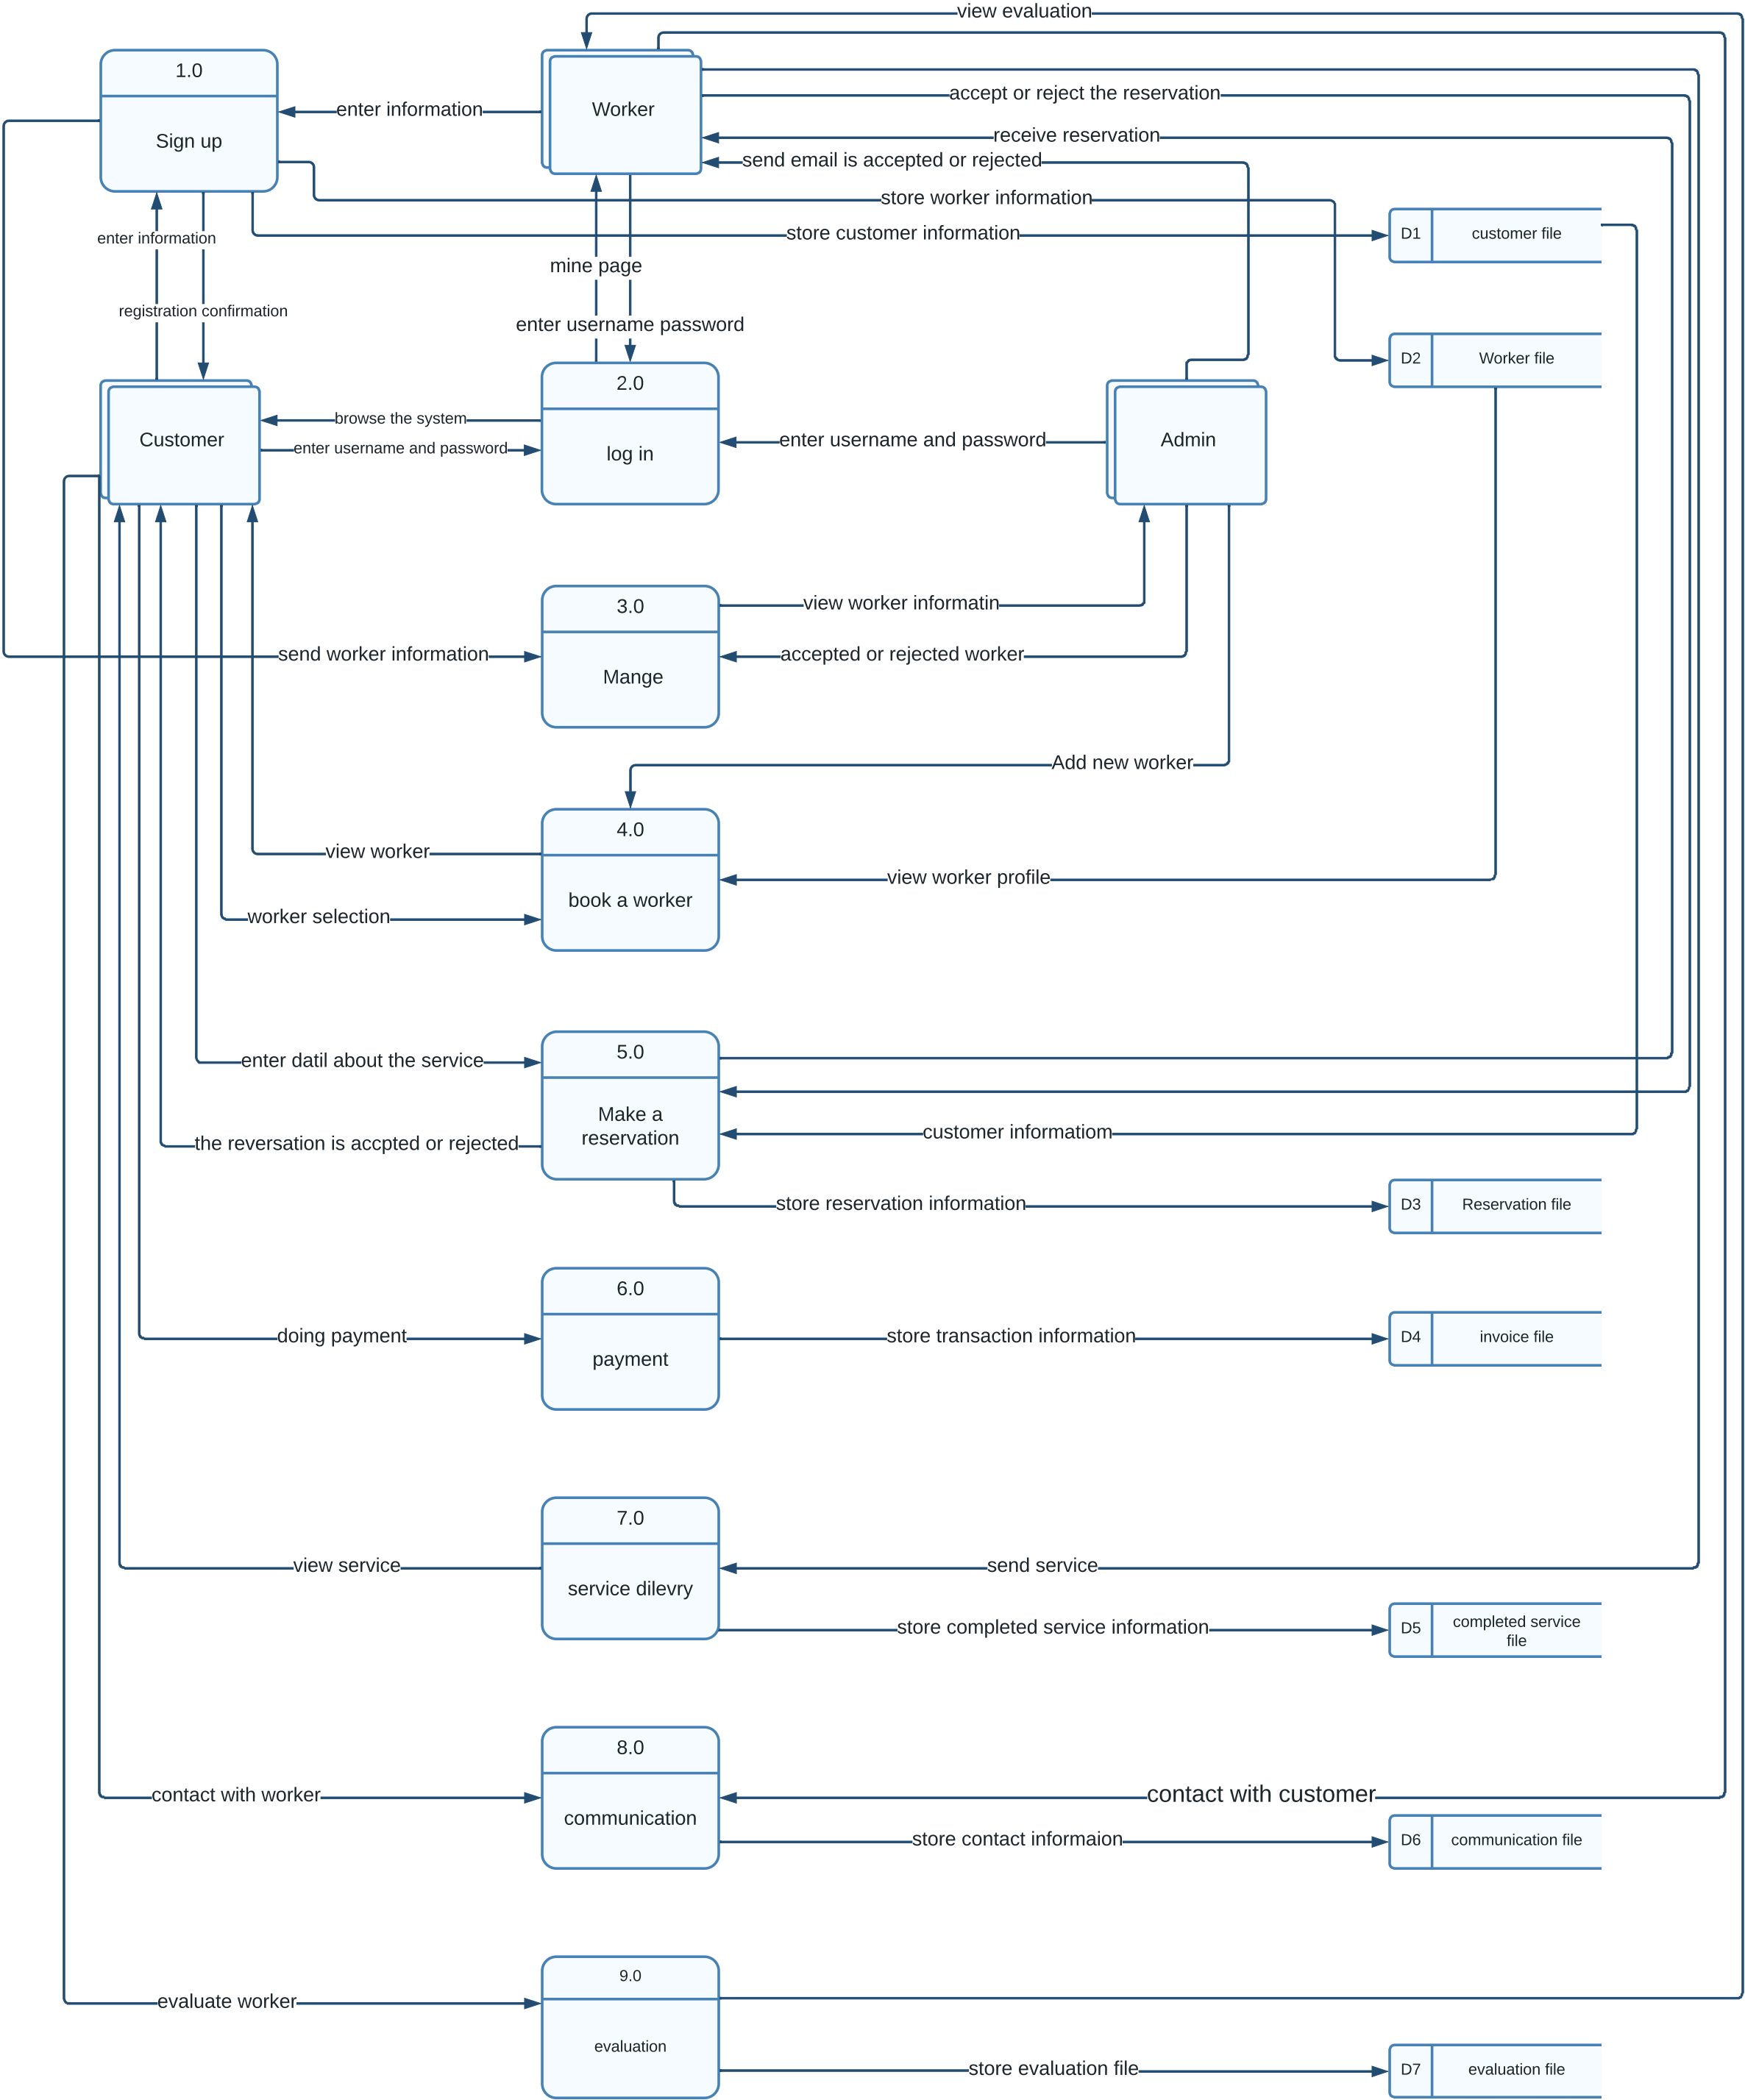 view evaluation
1.0
Sign up
enter information
Worker
accept or reject the reservation
receive reservation
send email is accepted or rejected
store worker information
store customer information
D1
customer file
enter information
registration confirmation
mine page
enter username password
D2
Worker file
Customer
browse the system
enter username and password
2.0
log in
enter username and password
Admin
3.0
Mange
view worker informatin
send worker information
accepted or rejected worker
Add new worker
4.0
book a worker
view worker
view worker profile
worker selection
5.0
Make a
reservation
enter datil about the service
the reversation is accpted or rejected
customer informatiom
store reservation information
D3
Reservation file
6.0
payment
doing payment
store transaction information
D4
invoice file
7.0
service dilevry
view service
send service
store completed service information
D5
completed service
file
8.0
communication
contact with worker
contact with customer
store contact informaion
D6
communication file
9.0
evaluation
evaluate worker
store evaluation file
D7
evaluation file